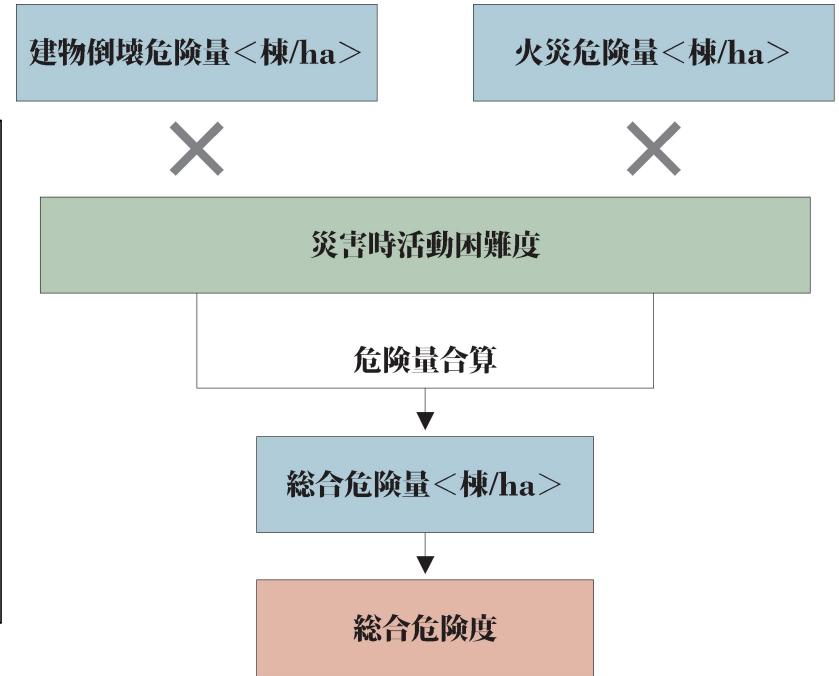 建物倒壊危険量＜棟/ha＞
火災危険量＜棟/ha＞
災害時活動困難度
危険量合算
総合危険量＜棟/ha＞
総合危険度